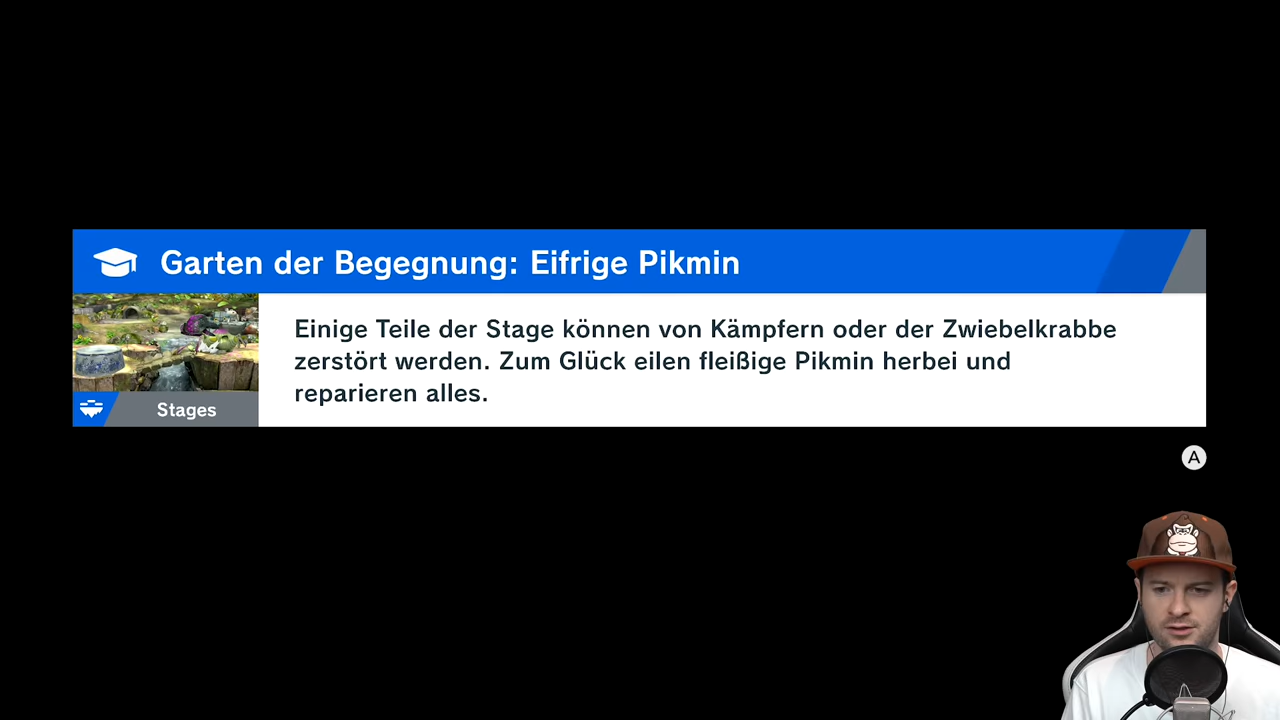 Garten der Begegnung: Eifrige Pikmin
Einige Teile der Stage können von Kämpfern oder der Zwiebelkrabbe
zerstört werden. Zum Glück eilen fleißige Pikmin herbei und
reparieren alles.
Stages
A